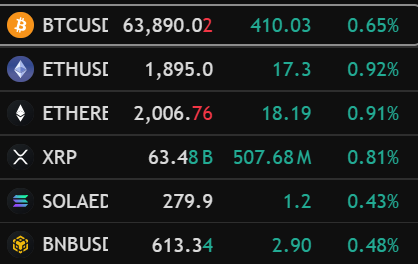 BTCUSD 63,890.02 410.03 0.65%
ETHUSD 1,895.0 17.3 0.92%
ETHERE 2,006.76 18.19 0.91%
XRP 63.48 B 507.68 M 0.81%
SOLAED 279.9 1.2 0.43%
BNBUSD 613.34 2.90 0.48%